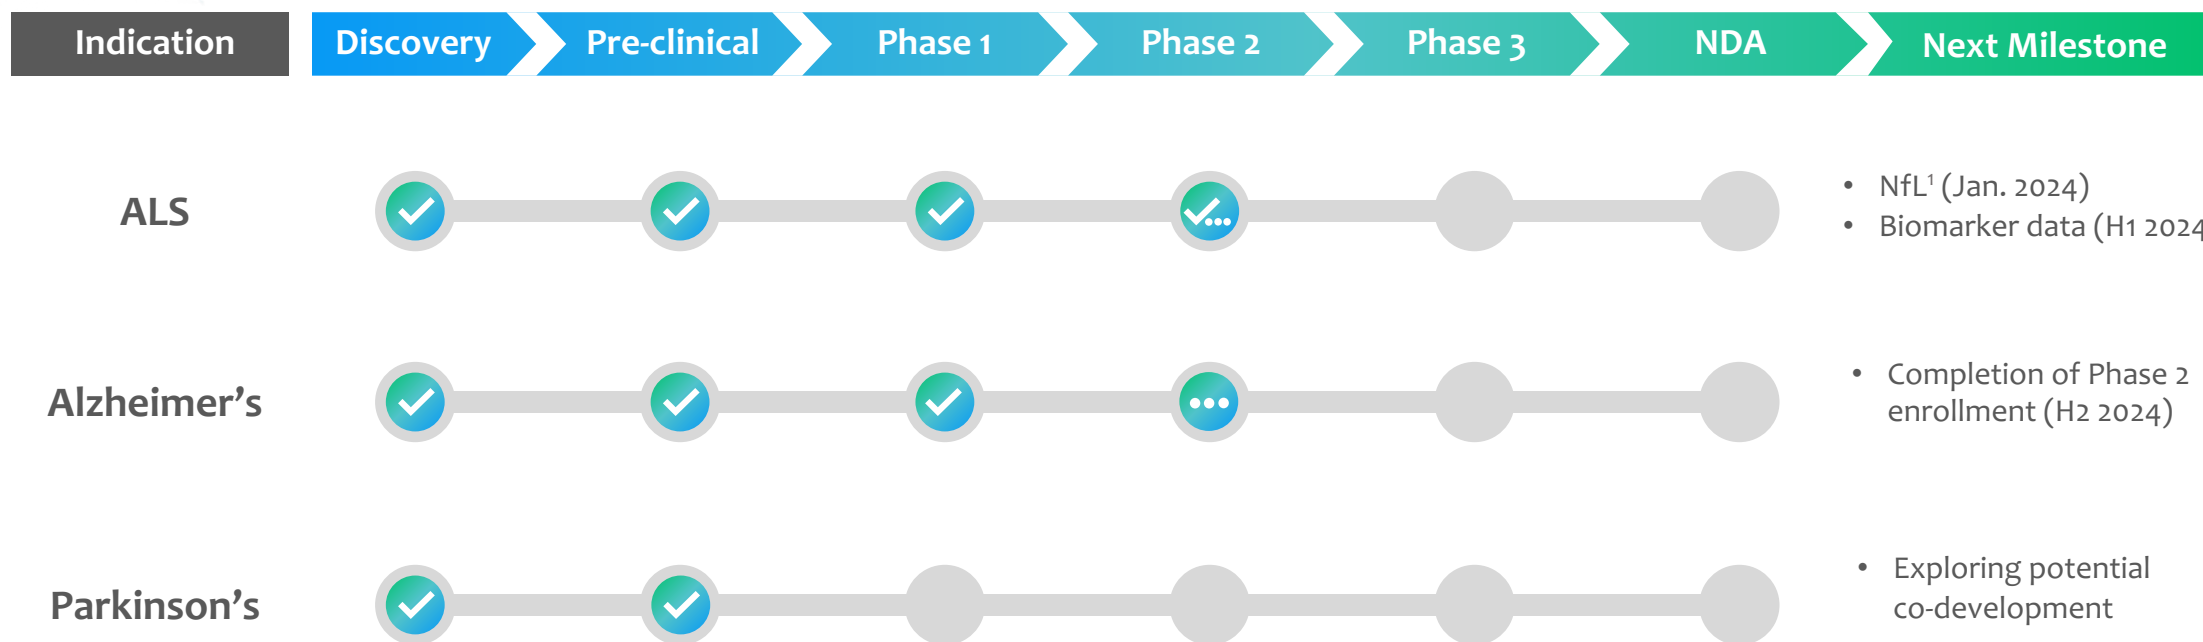 Indication Discovery Pre-clinical Phase 1 Phase 2 Phase 3 NDA Next Milestone
ALS
• NfL¹ (Jan. 2024)
• Biomarker data (H1 2024
Alzheimer’s
• Completion of Phase 2
enrollment (H2 2024)
Parkinson’s
• Exploring potential
co-development